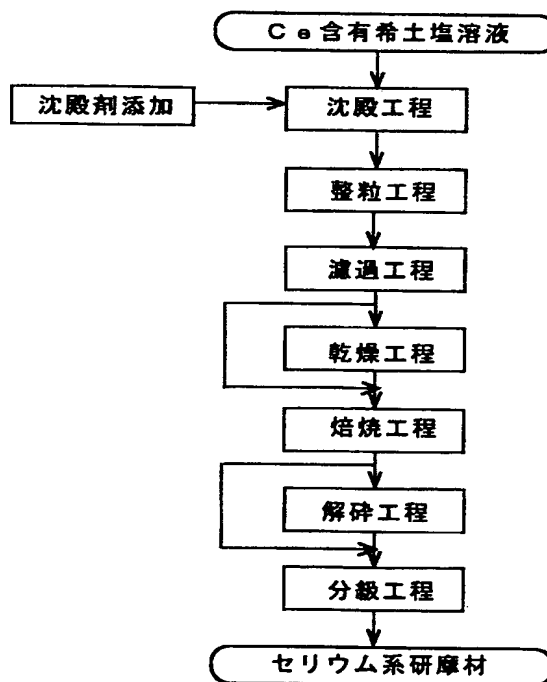 Ce含有希土塩溶液
沈殿剤添加
沈殿工程
整粒工程
濾過工程
乾燥工程
焙焼工程
解砕工程
分級工程
セリウム系研摩材